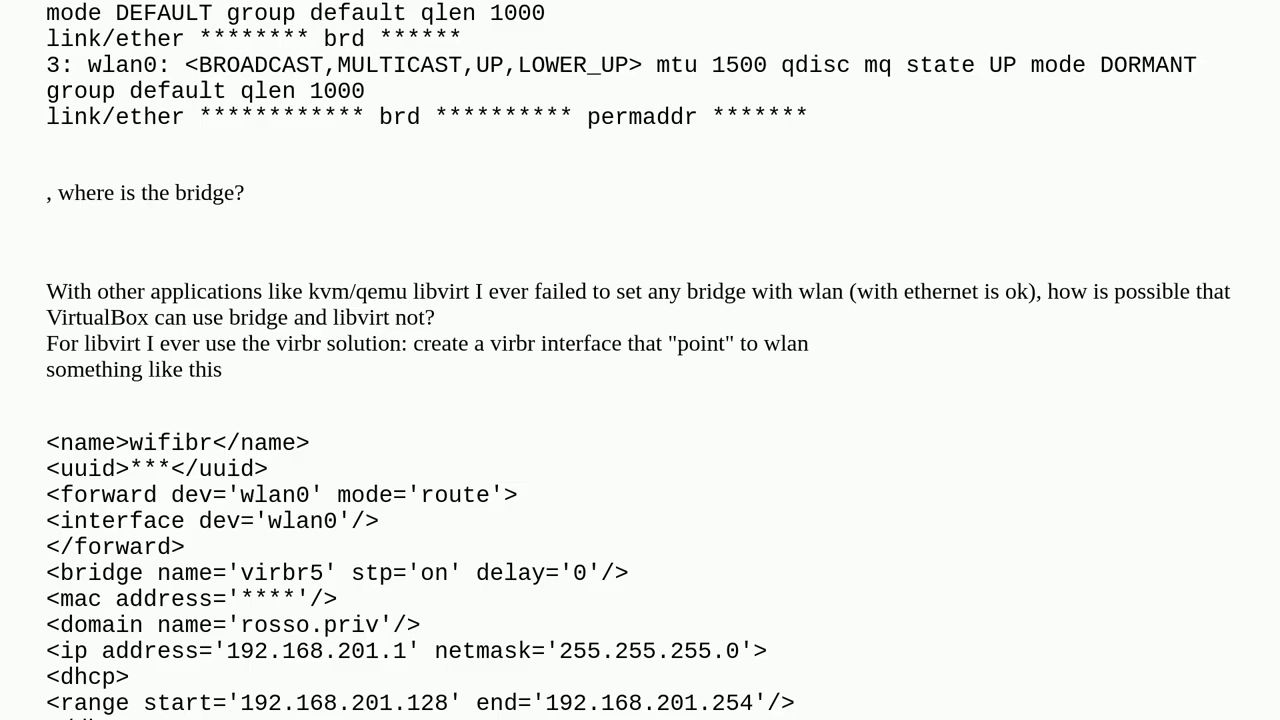 mode DEFAULT group default qlen 1000
link/ether ******** brd ******
3: wlan0: <BROADCAST,MULTICAST,UP,LOWER_UP> mtu 1500 qdisc mq state UP mode DORMANT
group default qlen 1000
link/ether ************ brd ********** permaddr *******
, where is the bridge?
With other applications like kvm/qemu libvirt I ever failed to set any bridge with wlan (with ethernet is ok), how is possible that
VirtualBox can use bridge and libvirt not?
For libvirt I ever use the virbr solution: create a virbr interface that "point" to wlan
something like this
<name>wifibr</name>
<uuid>***</uuid>
<forward dev='wlan0' mode='route'>
<interface dev='wlan0'/>
</forward>
<bridge name='virbr5' stp='on' delay='0'/>
<mac address='****'/>
<domain name='rosso.priv'/>
<ip address='192.168.201.1' netmask='255.255.255.0'>
<dhcp>
<range start='192.168.201.128' end='192.168.201.254'/>